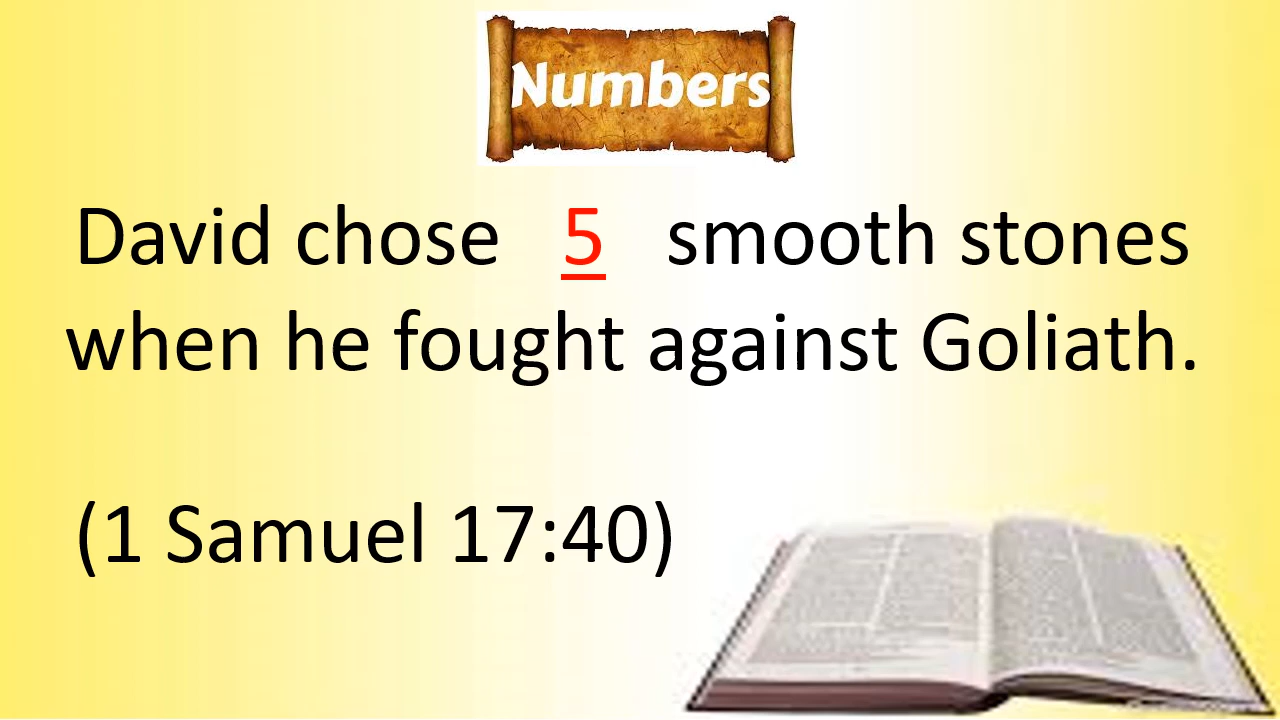 Numbers
David chose 5 smooth stones
when he fought against Goliath.
(1 Samuel 17:40)